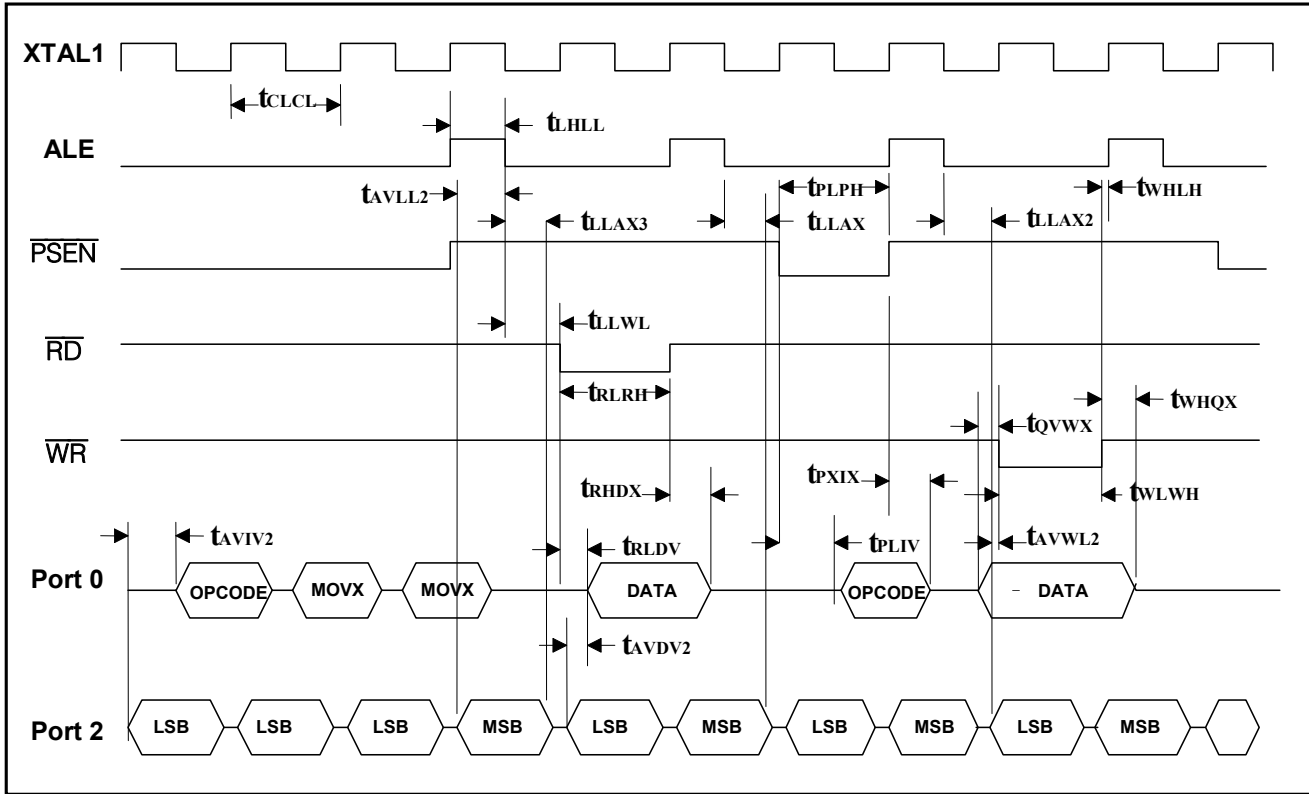 XTAL1
tCLCL
tLHLL
ALE
tAVLL2
tPLPH
tWHLH
tLLAX3
tLLAX
tLLAX2
PSEN
tLLWL
RD
tRLRH
tWHQX
tQVWX
WR
tRHDX
tPXIX
tWLWH
tAVIV2
tRLDV
tPLIV
tAVWL2
Port 0
OPCODE
MOVX
MOVX
DATA
OPCODE
DATA
tAVDV2
Port 2
LSB
LSB
LSB
MSB
LSB
MSB
LSB
MSB
LSB
MSB